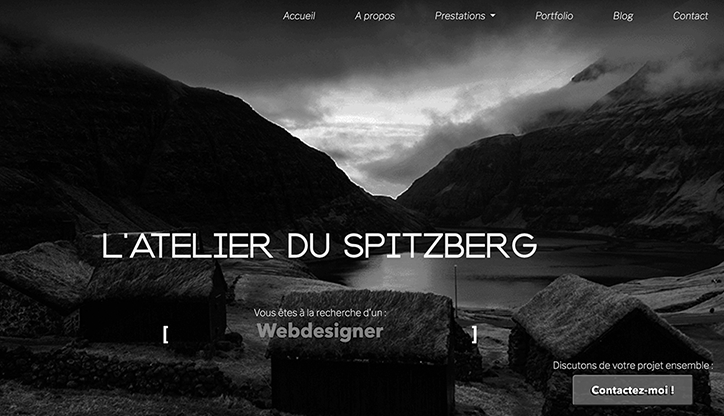 Accueil A propos Prestations Portfolio Blog Contact
L'ATELIER DU SPITZBERG
Vous êtes à la recherche d'un :
[ Webdesigner ]
Discutons de votre projet ensemble :
Contactez-moi !